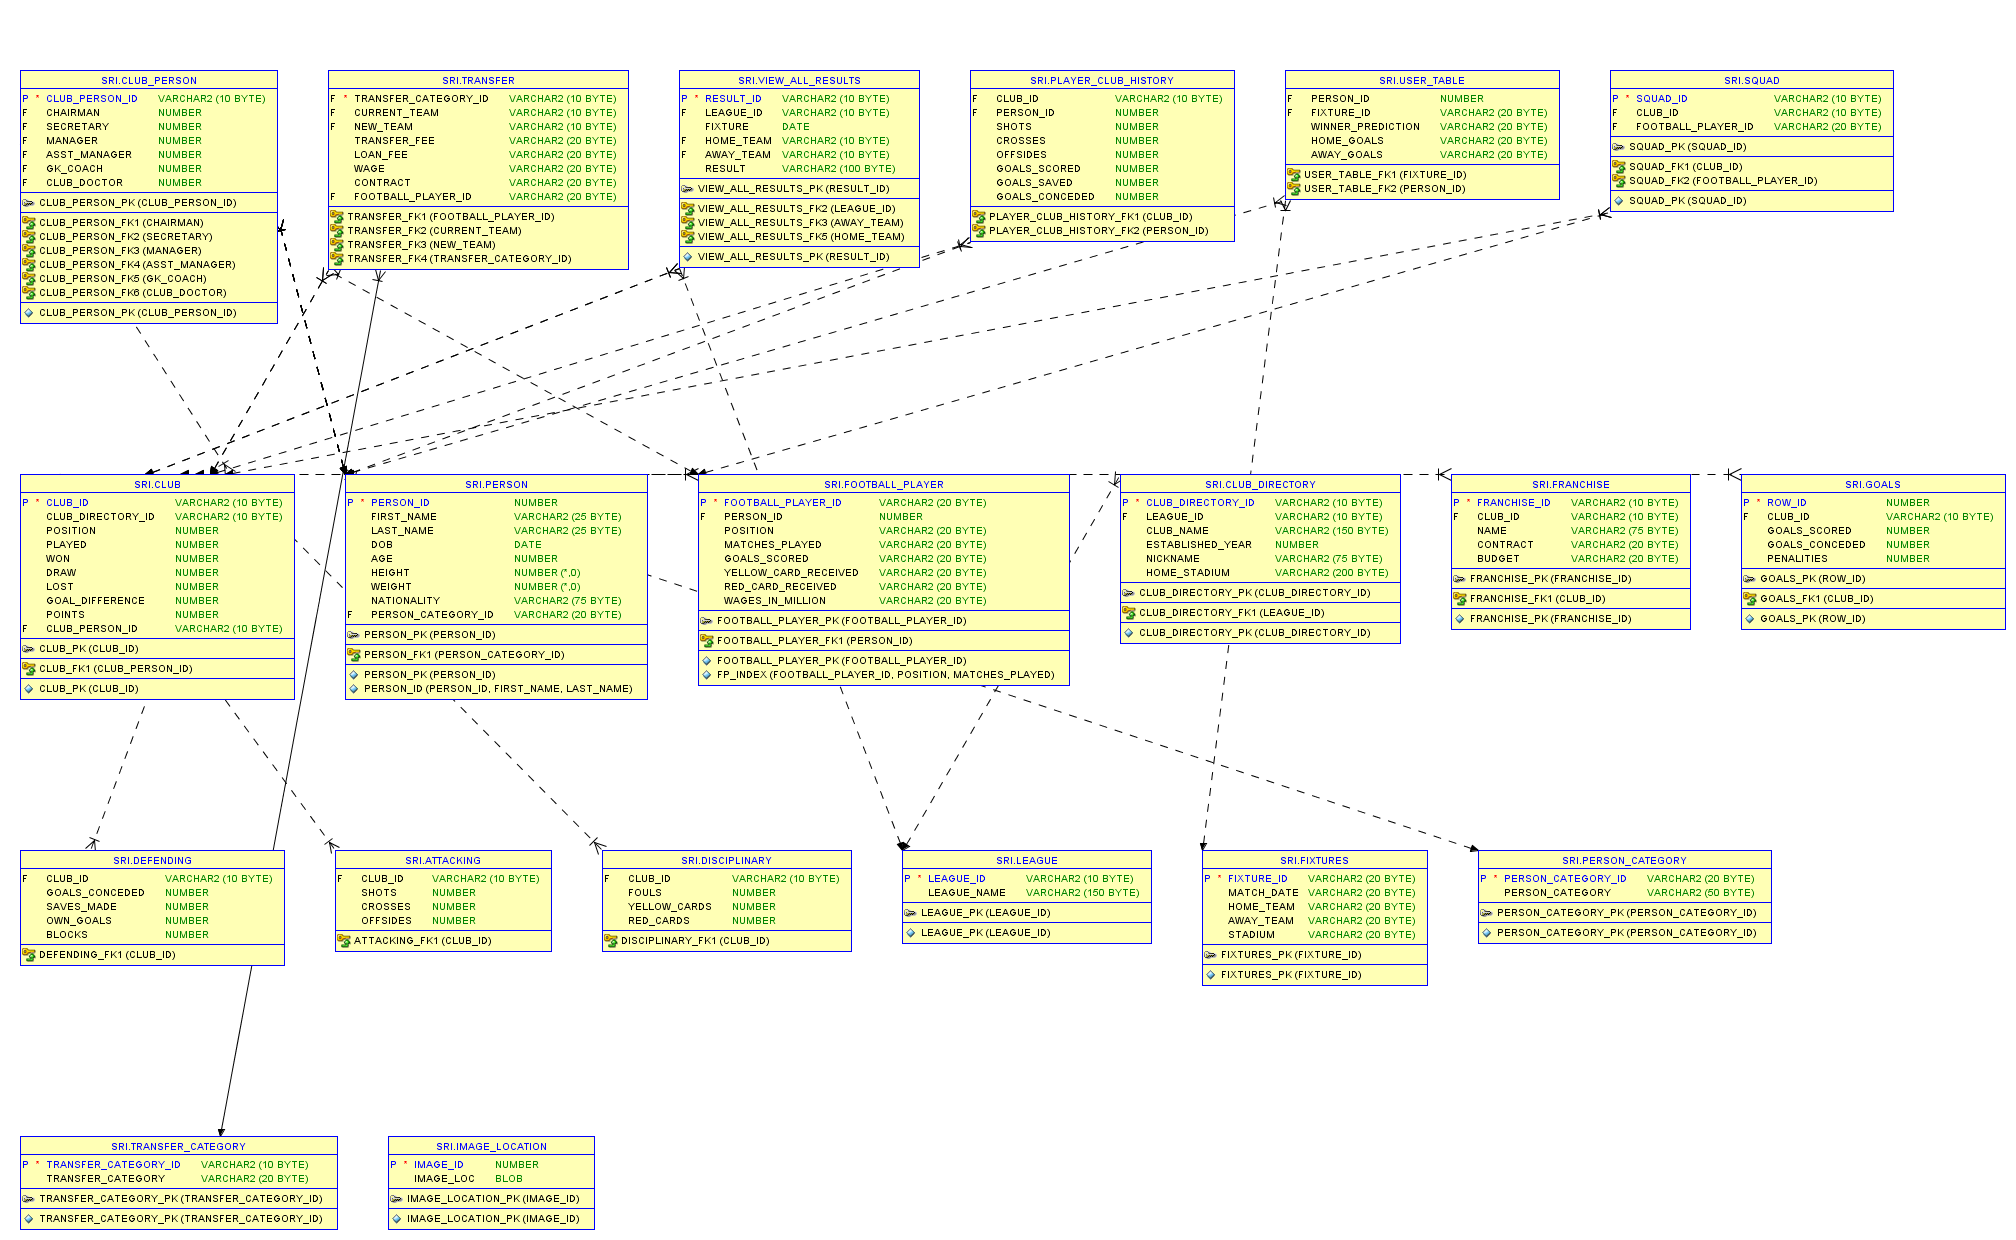 SRI.CLUB_PERSON
P * CLUB_PERSON_ID VARCHAR2 (10 BYTE)
F CHAIRMAN NUMBER
F SECRETARY NUMBER
F MANAGER NUMBER
F ASST_MANAGER NUMBER
F GK_COACH NUMBER
F CLUB_DOCTOR NUMBER
CLUB_PERSON_PK (CLUB_PERSON_ID)
CLUB_PERSON_FK1 (CHAIRMAN)
CLUB_PERSON_FK2 (SECRETARY)
CLUB_PERSON_FK3 (MANAGER)
CLUB_PERSON_FK4 (ASST_MANAGER)
CLUB_PERSON_FK5 (GK_COACH)
CLUB_PERSON_FK6 (CLUB_DOCTOR)
CLUB_PERSON_PK (CLUB_PERSON_ID)
SRI.TRANSFER
F * TRANSFER_CATEGORY_ID VARCHAR2 (10 BYTE)
F CURRENT_TEAM VARCHAR2 (10 BYTE)
F NEW_TEAM VARCHAR2 (10 BYTE)
TRANSFER_FEE VARCHAR2 (20 BYTE)
LOAN_FEE VARCHAR2 (20 BYTE)
WAGE VARCHAR2 (20 BYTE)
CONTRACT VARCHAR2 (20 BYTE)
F FOOTBALL_PLAYER_ID VARCHAR2 (20 BYTE)
TRANSFER_FK1 (FOOTBALL_PLAYER_ID)
TRANSFER_FK2 (CURRENT_TEAM)
TRANSFER_FK3 (NEW_TEAM)
TRANSFER_FK4 (TRANSFER_CATEGORY_ID)
SRI.VIEW_ALL_RESULTS
P * RESULT_ID VARCHAR2 (10 BYTE)
F LEAGUE_ID VARCHAR2 (10 BYTE)
FIXTURE DATE
F HOME_TEAM VARCHAR2 (10 BYTE)
F AWAY_TEAM VARCHAR2 (10 BYTE)
RESULT VARCHAR2 (100 BYTE)
VIEW_ALL_RESULTS_PK (RESULT_ID)
VIEW_ALL_RESULTS_FK2 (LEAGUE_ID)
VIEW_ALL_RESULTS_FK3 (AWAY_TEAM)
VIEW_ALL_RESULTS_FK5 (HOME_TEAM)
VIEW_ALL_RESULTS_PK (RESULT_ID)
SRI.PLAYER_CLUB_HISTORY
F CLUB_ID VARCHAR2 (10 BYTE)
F PERSON_ID NUMBER
SHOTS NUMBER
CROSSES NUMBER
OFFSIDES NUMBER
GOALS_SCORED NUMBER
GOALS_SAVED NUMBER
GOALS_CONCEDED NUMBER
PLAYER_CLUB_HISTORY_FK1 (CLUB_ID)
PLAYER_CLUB_HISTORY_FK2 (PERSON_ID)
SRI.USER_TABLE
F PERSON_ID NUMBER
F FIXTURE_ID VARCHAR2 (20 BYTE)
WINNER_PREDICTION VARCHAR2 (20 BYTE)
HOME_GOALS VARCHAR2 (20 BYTE)
AWAY_GOALS VARCHAR2 (20 BYTE)
USER_TABLE_FK1 (FIXTURE_ID)
USER_TABLE_FK2 (PERSON_ID)
SRI.SQUAD
P * SQUAD_ID VARCHAR2 (10 BYTE)
F CLUB_ID VARCHAR2 (10 BYTE)
F FOOTBALL_PLAYER_ID VARCHAR2 (20 BYTE)
SQUAD_PK (SQUAD_ID)
SQUAD_FK1 (CLUB_ID)
SQUAD_FK2 (FOOTBALL_PLAYER_ID)
SQUAD_PK (SQUAD_ID)
SRI.CLUB
P * CLUB_ID VARCHAR2 (10 BYTE)
CLUB_DIRECTORY_ID VARCHAR2 (10 BYTE)
POSITION NUMBER
PLAYED NUMBER
WON NUMBER
DRAW NUMBER
LOST NUMBER
GOAL_DIFFERENCE NUMBER
POINTS NUMBER
F CLUB_PERSON_ID VARCHAR2 (10 BYTE)
CLUB_PK (CLUB_ID)
CLUB_FK1 (CLUB_PERSON_ID)
CLUB_PK (CLUB_ID)
SRI.PERSON
P * PERSON_ID NUMBER
FIRST_NAME VARCHAR2 (25 BYTE)
LAST_NAME VARCHAR2 (25 BYTE)
DOB DATE
AGE NUMBER
HEIGHT NUMBER (*,0)
WEIGHT NUMBER (*,0)
NATIONALITY VARCHAR2 (75 BYTE)
F PERSON_CATEGORY_ID VARCHAR2 (20 BYTE)
PERSON_PK (PERSON_ID)
PERSON_FK1 (PERSON_CATEGORY_ID)
PERSON_PK (PERSON_ID)
PERSON_ID (PERSON_ID, FIRST_NAME, LAST_NAME)
SRI.FOOTBALL_PLAYER
P * FOOTBALL_PLAYER_ID VARCHAR2 (20 BYTE)
F PERSON_ID NUMBER
POSITION VARCHAR2 (20 BYTE)
MATCHES_PLAYED VARCHAR2 (20 BYTE)
GOALS_SCORED VARCHAR2 (20 BYTE)
YELLOW_CARD_RECEIVED VARCHAR2 (20 BYTE)
RED_CARD_RECEIVED VARCHAR2 (20 BYTE)
WAGES_IN_MILLION VARCHAR2 (20 BYTE)
FOOTBALL_PLAYER_PK (FOOTBALL_PLAYER_ID)
FOOTBALL_PLAYER_FK1 (PERSON_ID)
FOOTBALL_PLAYER_PK (FOOTBALL_PLAYER_ID)
FP_INDEX (FOOTBALL_PLAYER_ID, POSITION, MATCHES_PLAYED)
SRI.CLUB_DIRECTORY
P * CLUB_DIRECTORY_ID VARCHAR2 (10 BYTE)
F LEAGUE_ID VARCHAR2 (10 BYTE)
CLUB_NAME VARCHAR2 (150 BYTE)
ESTABLISHED_YEAR NUMBER
NICKNAME VARCHAR2 (75 BYTE)
HOME_STADIUM VARCHAR2 (200 BYTE)
CLUB_DIRECTORY_PK (CLUB_DIRECTORY_ID)
CLUB_DIRECTORY_FK1 (LEAGUE_ID)
CLUB_DIRECTORY_PK (CLUB_DIRECTORY_ID)
SRI.FRANCHISE
P * FRANCHISE_ID VARCHAR2 (10 BYTE)
F CLUB_ID VARCHAR2 (10 BYTE)
NAME VARCHAR2 (75 BYTE)
CONTRACT VARCHAR2 (20 BYTE)
BUDGET VARCHAR2 (20 BYTE)
FRANCHISE_PK (FRANCHISE_ID)
FRANCHISE_FK1 (CLUB_ID)
FRANCHISE_PK (FRANCHISE_ID)
SRI.GOALS
P * ROW_ID NUMBER
F CLUB_ID VARCHAR2 (10 BYTE)
GOALS_SCORED NUMBER
GOALS_CONCEDED NUMBER
PENALITIES NUMBER
GOALS_PK (ROW_ID)
GOALS_FK1 (CLUB_ID)
GOALS_PK (ROW_ID)
SRI.DEFENDING
F CLUB_ID VARCHAR2 (10 BYTE)
GOALS_CONCEDED NUMBER
SAVES_MADE NUMBER
OWN_GOALS NUMBER
BLOCKS NUMBER
DEFENDING_FK1 (CLUB_ID)
SRI.ATTACKING
F CLUB_ID VARCHAR2 (10 BYTE)
SHOTS NUMBER
CROSSES NUMBER
OFFSIDES NUMBER
ATTACKING_FK1 (CLUB_ID)
SRI.DISCIPLINARY
F CLUB_ID VARCHAR2 (10 BYTE)
FOULS NUMBER
YELLOW_CARDS NUMBER
RED_CARDS NUMBER
DISCIPLINARY_FK1 (CLUB_ID)
SRI.LEAGUE
P * LEAGUE_ID VARCHAR2 (10 BYTE)
LEAGUE_NAME VARCHAR2 (150 BYTE)
LEAGUE_PK (LEAGUE_ID)
LEAGUE_PK (LEAGUE_ID)
SRI.FIXTURES
P * FIXTURE_ID VARCHAR2 (20 BYTE)
MATCH_DATE VARCHAR2 (20 BYTE)
HOME_TEAM VARCHAR2 (20 BYTE)
AWAY_TEAM VARCHAR2 (20 BYTE)
STADIUM VARCHAR2 (20 BYTE)
FIXTURES_PK (FIXTURE_ID)
FIXTURES_PK (FIXTURE_ID)
SRI.PERSON_CATEGORY
P * PERSON_CATEGORY_ID VARCHAR2 (20 BYTE)
PERSON_CATEGORY VARCHAR2 (50 BYTE)
PERSON_CATEGORY_PK (PERSON_CATEGORY_ID)
PERSON_CATEGORY_PK (PERSON_CATEGORY_ID)
SRI.TRANSFER_CATEGORY
P * TRANSFER_CATEGORY_ID VARCHAR2 (10 BYTE)
TRANSFER_CATEGORY VARCHAR2 (20 BYTE)
TRANSFER_CATEGORY_PK (TRANSFER_CATEGORY_ID)
TRANSFER_CATEGORY_PK (TRANSFER_CATEGORY_ID)
SRI.IMAGE_LOCATION
P * IMAGE_ID NUMBER
IMAGE_LOC BLOB
IMAGE_LOCATION_PK (IMAGE_ID)
IMAGE_LOCATION_PK (IMAGE_ID)